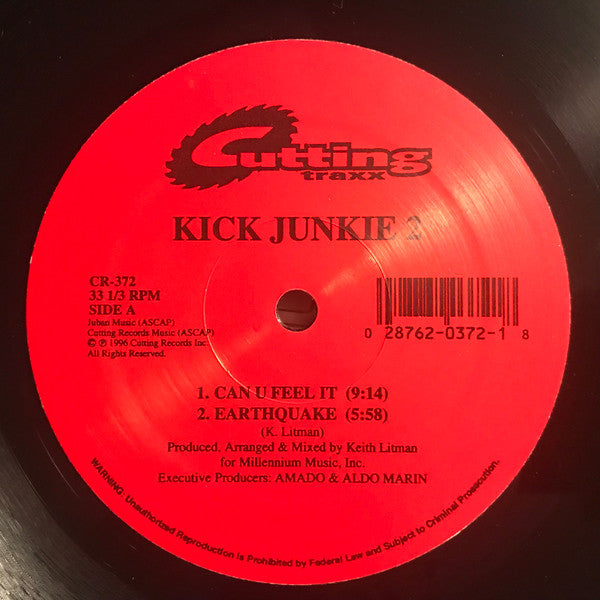 Cutting
traxx
KICK JUNKIE 2
CR-372
33 1/3 RPM
SIDE A
Juban Music (ASCAP)
Cutting Records Music (ASCAP)
© ℗ 1996 Cutting Records Inc.
All Rights Reserved.
0 28762-0372-1 8
1. CAN U FEEL IT (9:14)
2. EARTHQUAKE (5:58)
(K. Litman)
Produced, Arranged & Mixed by Keith Litman
for Millennium Music, Inc.
Executive Producers: AMADO & ALDO MARIN
WARNING: Unauthorized Reproduction is Prohibited by Federal Law and Subject to Criminal Prosecution.